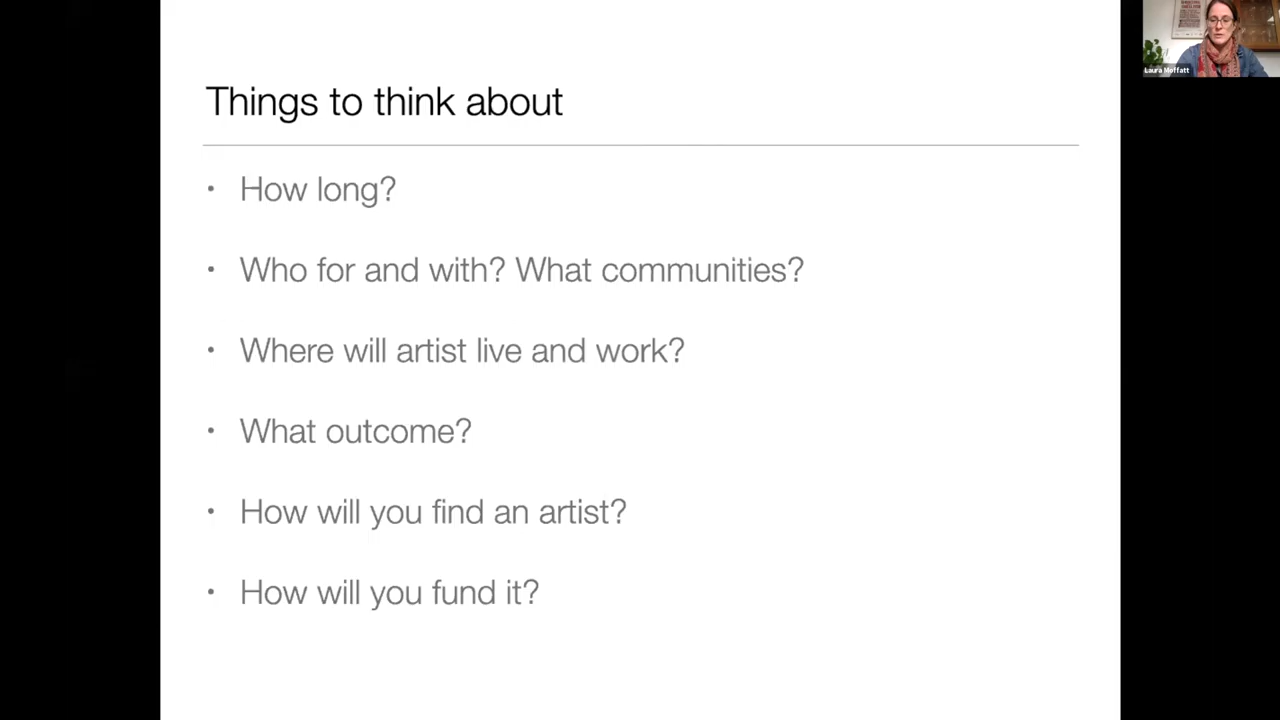 Things to think about
• How long?
• Who for and with? What communities?
• Where will artist live and work?
• What outcome?
• How will you find an artist?
• How will you fund it?
Laura Moffatt